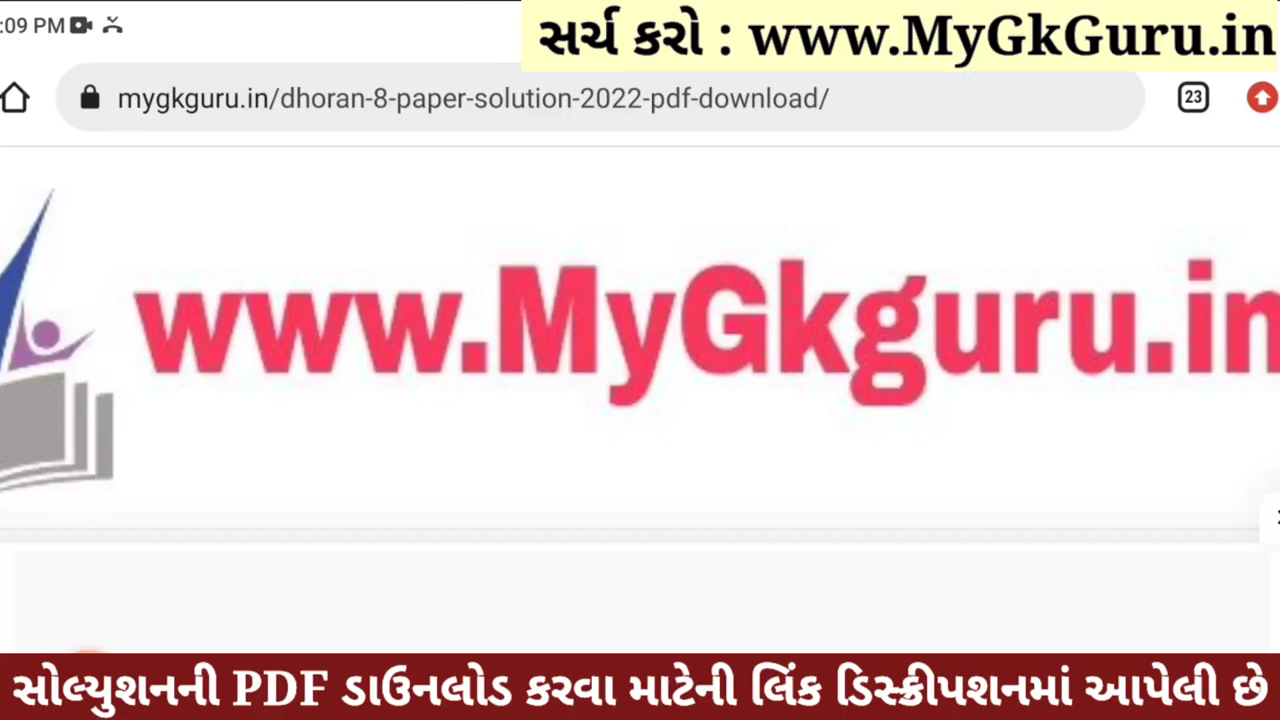 :09 PM
સર્ચ કરો : www.MyGkGuru.in
mygkguru.in/dhoran-8-paper-solution-2022-pdf-download/
23
www.MyGkguru.in
સોલ્યુશનની PDF ડાઉનલોડ કરવા માટેની લિંક ડિસ્ક્રીપશનમાં આપેલી છે